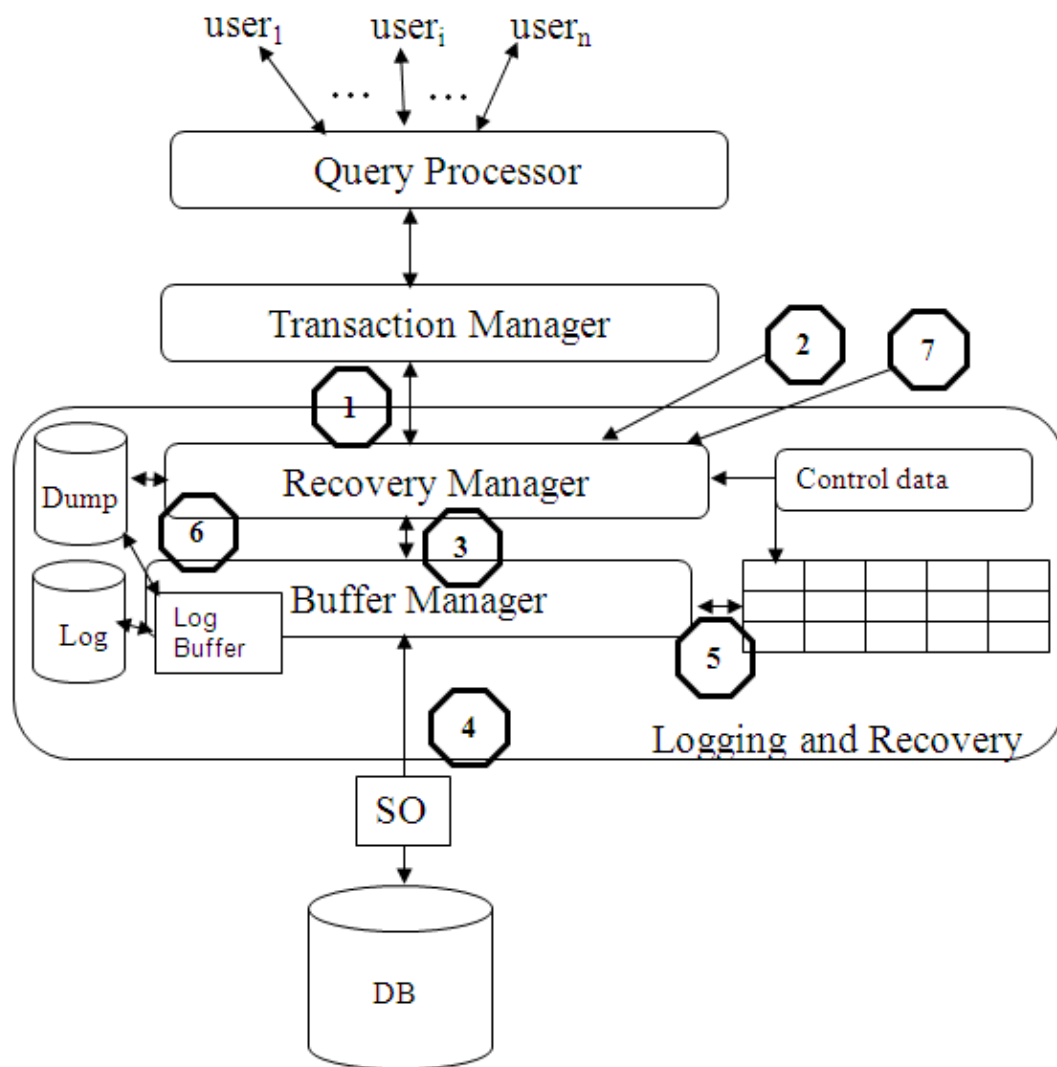 user1 useri usern
... ...
Query Processor
Transaction Manager
2
7
1
Dump
Recovery Manager
Control data
6
3
Log
Log
Buffer
Buffer Manager
5
4
Logging and Recovery
SO
DB